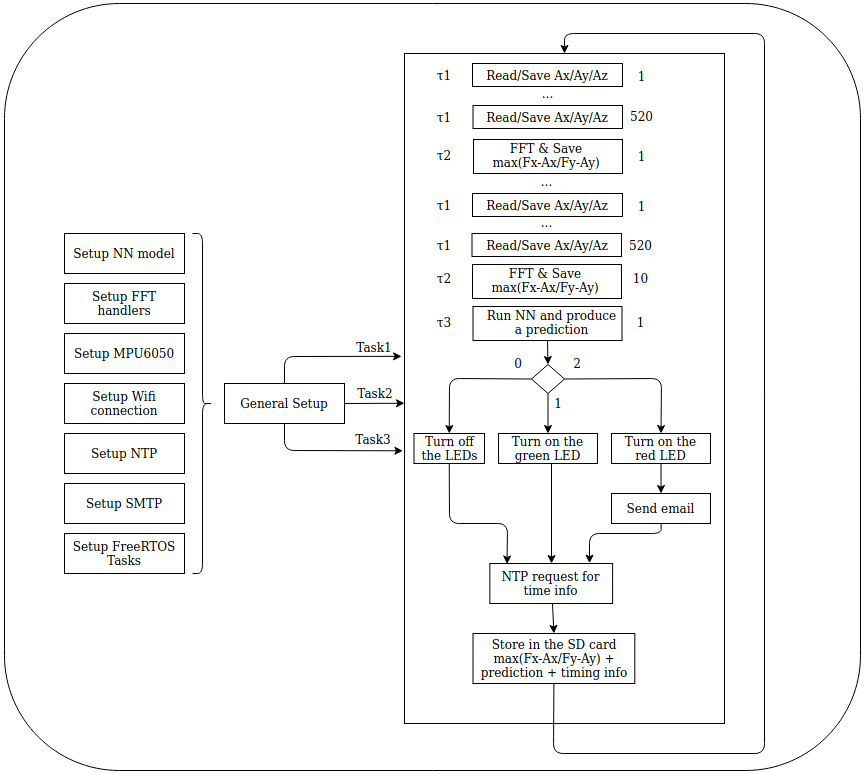 Setup NN model
Setup FFT
handlers
Setup MPU6050
Setup Wifi
connection
Setup NTP
Setup SMTP
Setup FreeRTOS
Tasks
General Setup
Task1
Task2
Task3
τ1 Read/Save Ax/Ay/Az 1
...
τ1 Read/Save Ax/Ay/Az 520
τ2 FFT & Save
max(Fx-Ax/Fy-Ay) 1
...
τ1 Read/Save Ax/Ay/Az 1
...
τ1 Read/Save Ax/Ay/Az 520
τ2 FFT & Save
max(Fx-Ax/Fy-Ay) 10
τ3 Run NN and produce
a prediction 1
0
2
1
Turn off
the LEDs
Turn on the
green LED
Turn on the
red LED
Send email
NTP request for
time info
Store in the SD card
max(Fx-Ax/Fy-Ay) +
prediction + timing info